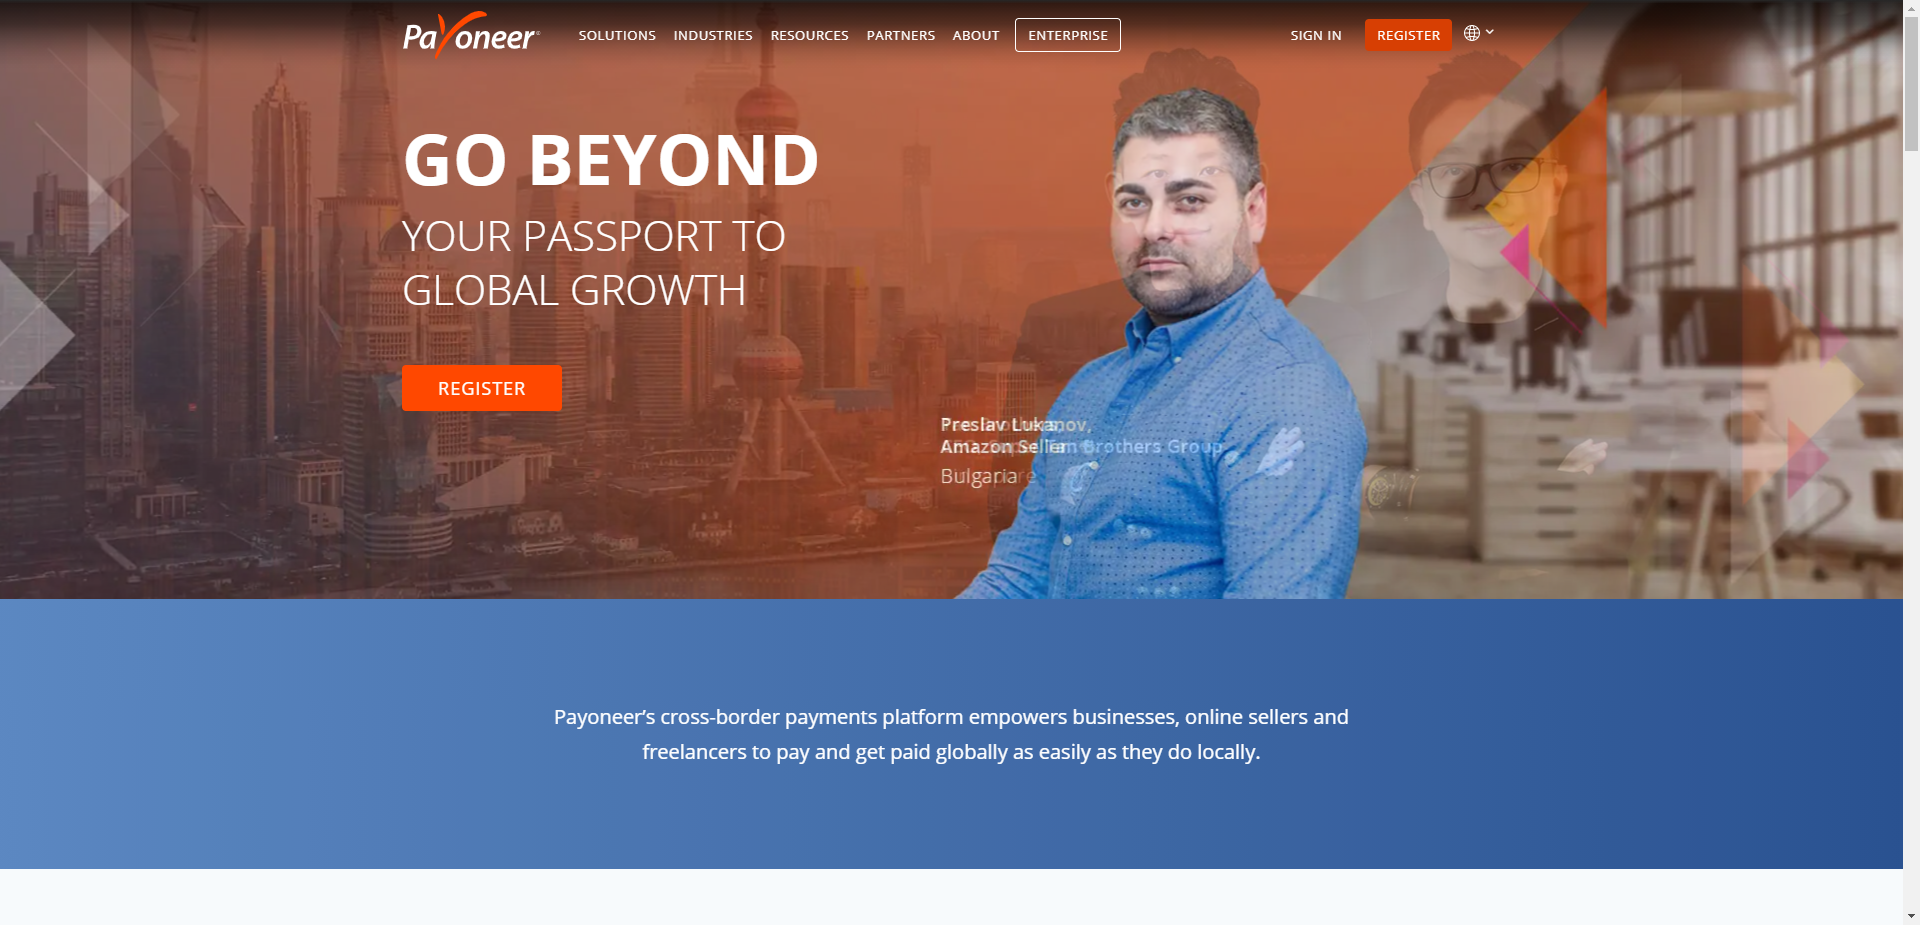 Payoneer
SOLUTIONS INDUSTRIES RESOURCES PARTNERS ABOUT ENTERPRISE SIGN IN REGISTER
GO BEYOND
YOUR PASSPORT TO
GLOBAL GROWTH
REGISTER
Preslav Lukanov,
Amazon Seller
Brothers Group
Bulgaria
Payoneer’s cross-border payments platform empowers businesses, online sellers and
freelancers to pay and get paid globally as easily as they do locally.